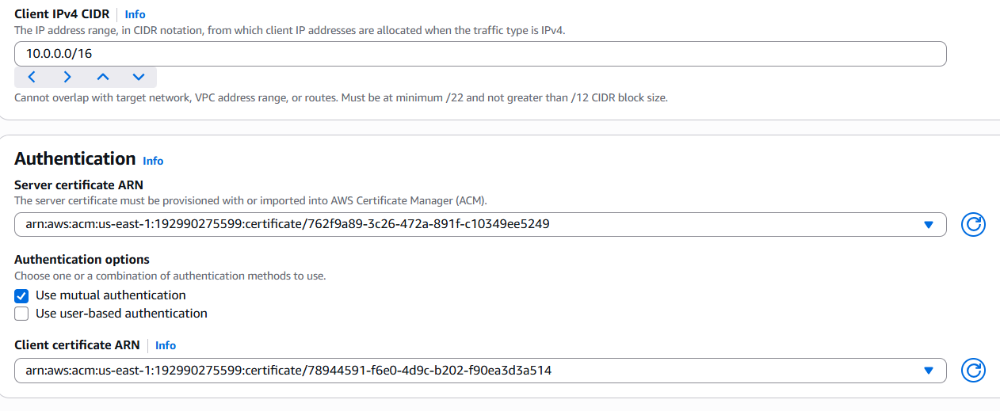 Client IPv4 CIDR Info
The IP address range, in CIDR notation, from which client IP addresses are allocated when the traffic type is IPv4.
10.0.0.0/16
Cannot overlap with target network, VPC address range, or routes. Must be at minimum /22 and not greater than /12 CIDR block size.
Authentication Info
Server certificate ARN
The server certificate must be provisioned with or imported into AWS Certificate Manager (ACM).
arn:aws:acm:us-east-1:192990275599:certificate/762f9a89-3c26-472a-891f-c10349ee5249
Authentication options
Choose one or a combination of authentication methods to use.
Use mutual authentication
Use user-based authentication
Client certificate ARN Info
arn:aws:acm:us-east-1:192990275599:certificate/78944591-f6e0-4d9c-b202-f90ea3d3a514